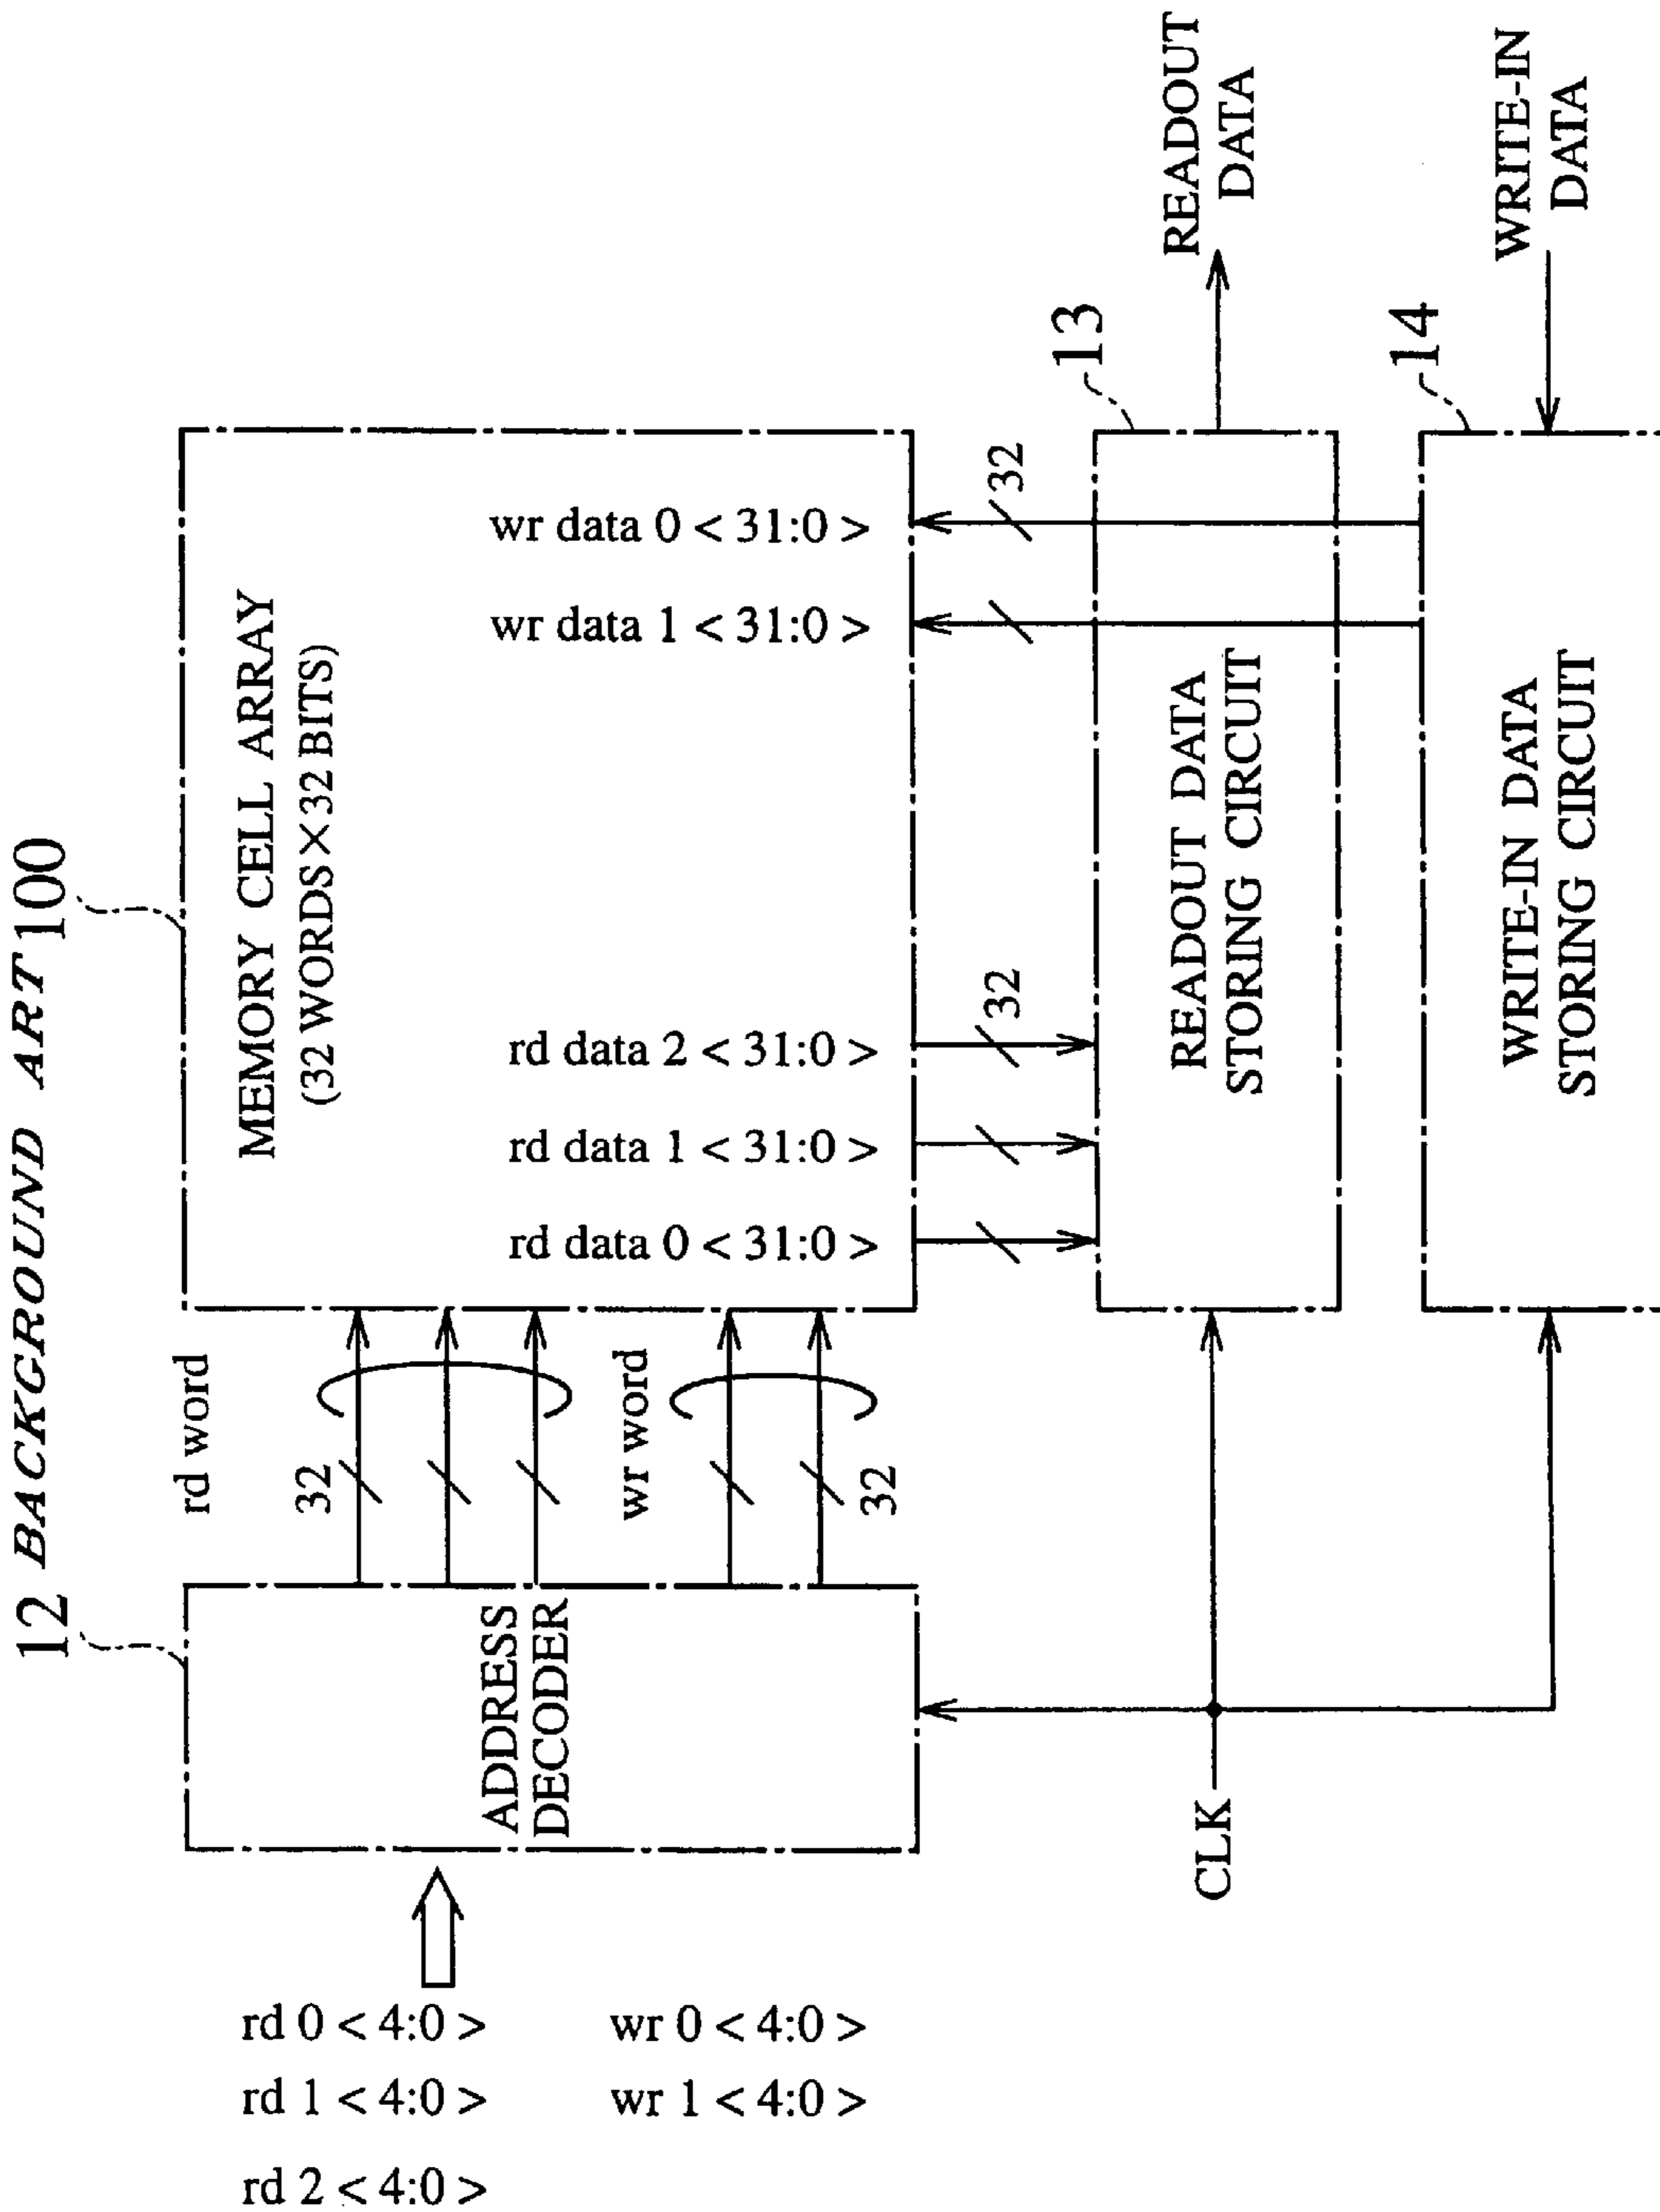 BACKGROUND ART
12
100
rd word
32
wr word
32
MEMORY CELL ARRAY
(32 WORDS×32 BITS)
ADDRESS
DECODER
rd 0 < 4:0 >
rd 1 < 4:0 >
rd 2 < 4:0 >
wr 0 < 4:0 >
wr 1 < 4:0 >
rd data 0 < 31:0 >
rd data 1 < 31:0 >
rd data 2 < 31:0 >
wr data 1 < 31:0 >
wr data 0 < 31:0 >
32
32
13
READOUT DATA
STORING CIRCUIT
READOUT
DATA
CLK
14
WRITE-IN DATA
STORING CIRCUIT
WRITE-IN
DATA